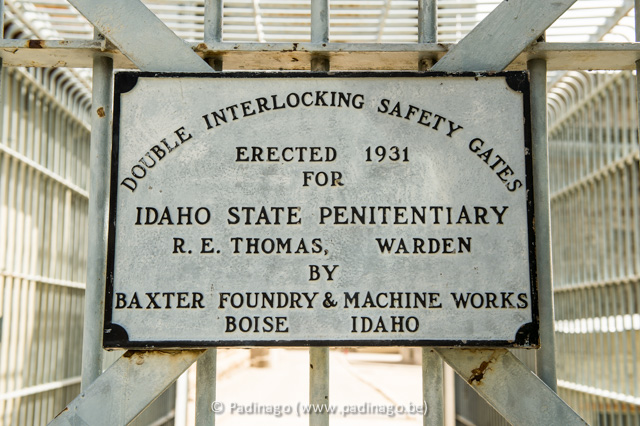 DOUBLE INTERLOCKING SAFETY GATES
ERECTED 1931
FOR
IDAHO STATE PENITENTIARY
R. E. THOMAS, WARDEN
BY
BAXTER FOUNDRY & MACHINE WORKS
BOISE IDAHO
© Padinago (www.padinago.be)